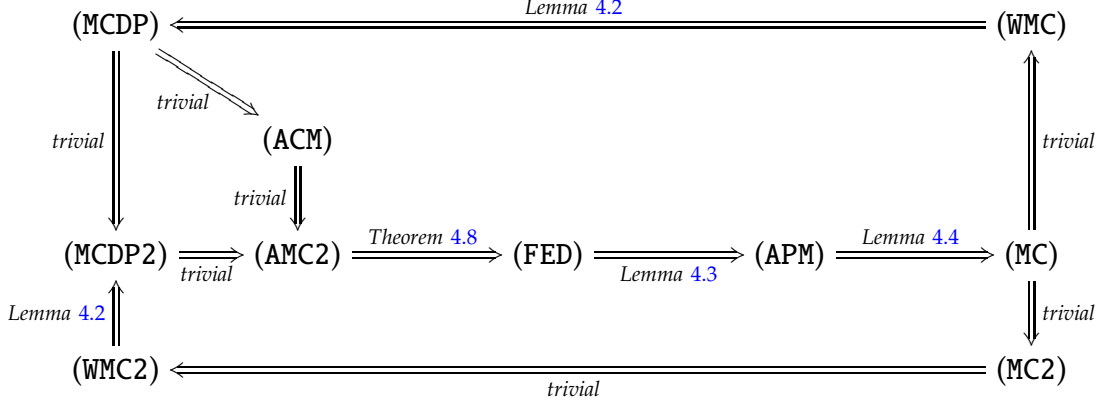 Lemma 4.2
(MCDP) (WMC)
trivial
trivial trivial
(ACM)
trivial
Theorem 4.8 Lemma 4.4
(MCDP2) (AMC2) (FED) (APM) (MC)
trivial Lemma 4.3
Lemma 4.2 trivial
(WMC2) (MC2)
trivial